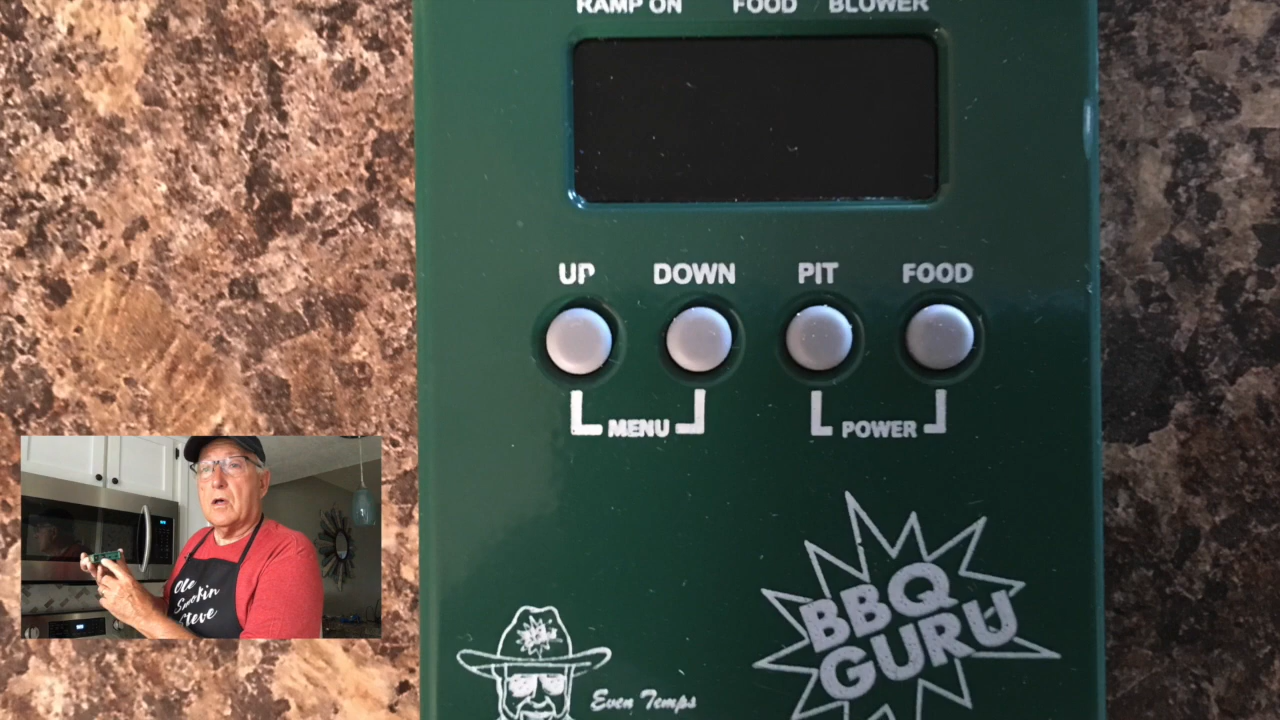 RAMP ON FOOD BLOWER
UP DOWN PIT FOOD
MENU POWER
Ole
Smokin
Steve
BBQ
GURU
Even Temps